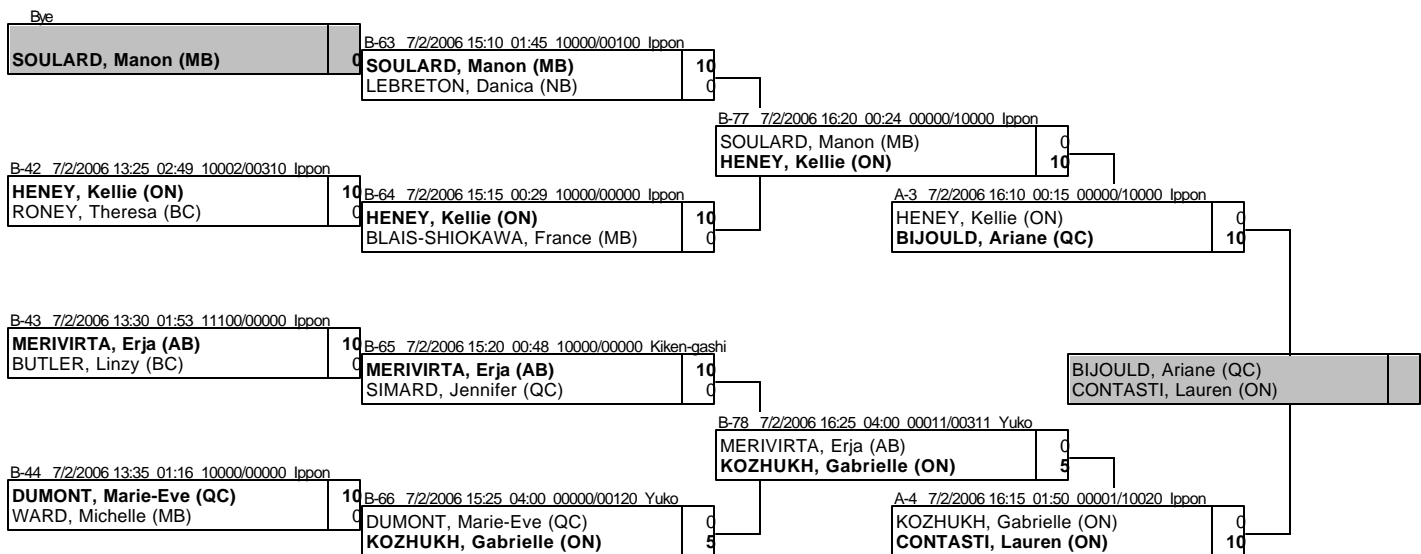 Bye
SOULARD, Manon (MB) 0
B-63 7/2/2006 15:10 01:45 10000/00100 Ippon
SOULARD, Manon (MB) 10
LEBRETON, Danica (NB) 0
B-77 7/2/2006 16:20 00:24 00000/10000 Ippon
SOULARD, Manon (MB) 0
HENEY, Kellie (ON) 10
B-42 7/2/2006 13:25 02:49 10002/00310 Ippon
HENEY, Kellie (ON) 10
RONEY, Theresa (BC) 0
B-64 7/2/2006 15:15 00:29 10000/00000 Ippon
HENEY, Kellie (ON) 10
BLAIS-SHIOKAWA, France (MB) 0
A-3 7/2/2006 16:10 00:15 00000/10000 Ippon
HENEY, Kellie (ON) 0
BIJOULD, Ariane (QC) 10
B-43 7/2/2006 13:30 01:53 11100/00000 Ippon
MERIVIRTA, Erja (AB) 10
BUTLER, Linzy (BC) 0
B-65 7/2/2006 15:20 00:48 10000/00000 Kiken-gashi
MERIVIRTA, Erja (AB) 10
SIMARD, Jennifer (QC) 0
BIJOULD, Ariane (QC)
CONTASTI, Lauren (ON)
B-78 7/2/2006 16:25 04:00 00011/00311 Yuko
MERIVIRTA, Erja (AB) 0
KOZHUKH, Gabrielle (ON) 5
B-44 7/2/2006 13:35 01:16 10000/00000 Ippon
DUMONT, Marie-Eve (QC) 10
WARD, Michelle (MB) 0
B-66 7/2/2006 15:25 04:00 00000/00120 Yuko
DUMONT, Marie-Eve (QC) 0
KOZHUKH, Gabrielle (ON) 5
A-4 7/2/2006 16:15 01:50 00001/10020 Ippon
KOZHUKH, Gabrielle (ON) 0
CONTASTI, Lauren (ON) 10